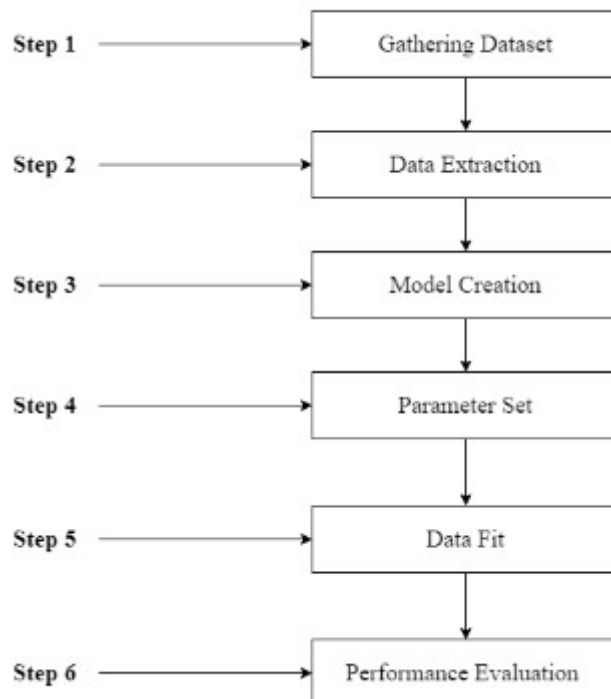 Step 1 Gathering Dataset
Step 2 Data Extraction
Step 3 Model Creation
Step 4 Parameter Set
Step 5 Data Fit
Step 6 Performance Evaluation